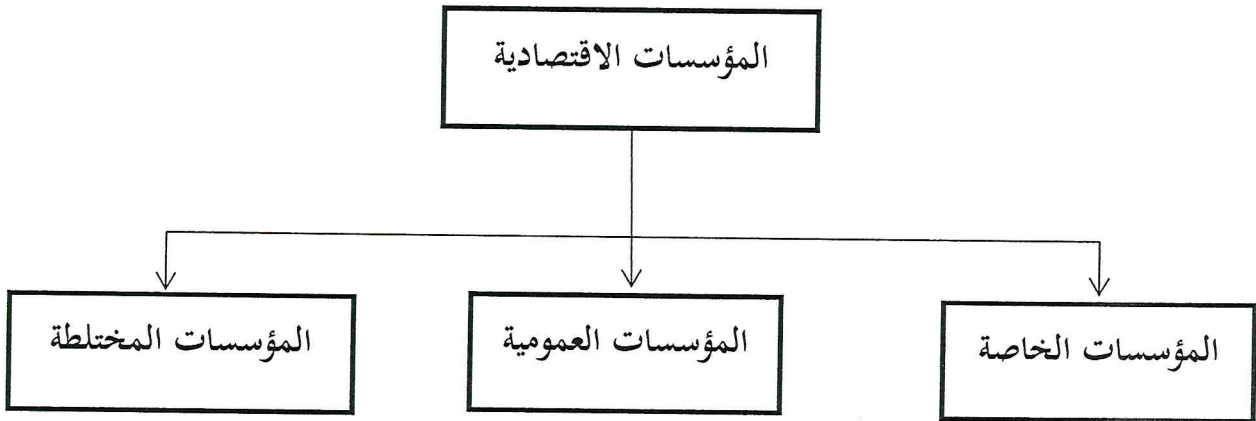 المؤسسات الاقتصادية
المؤسسات الخاصة
المؤسسات العمومية
المؤسسات المختلطة